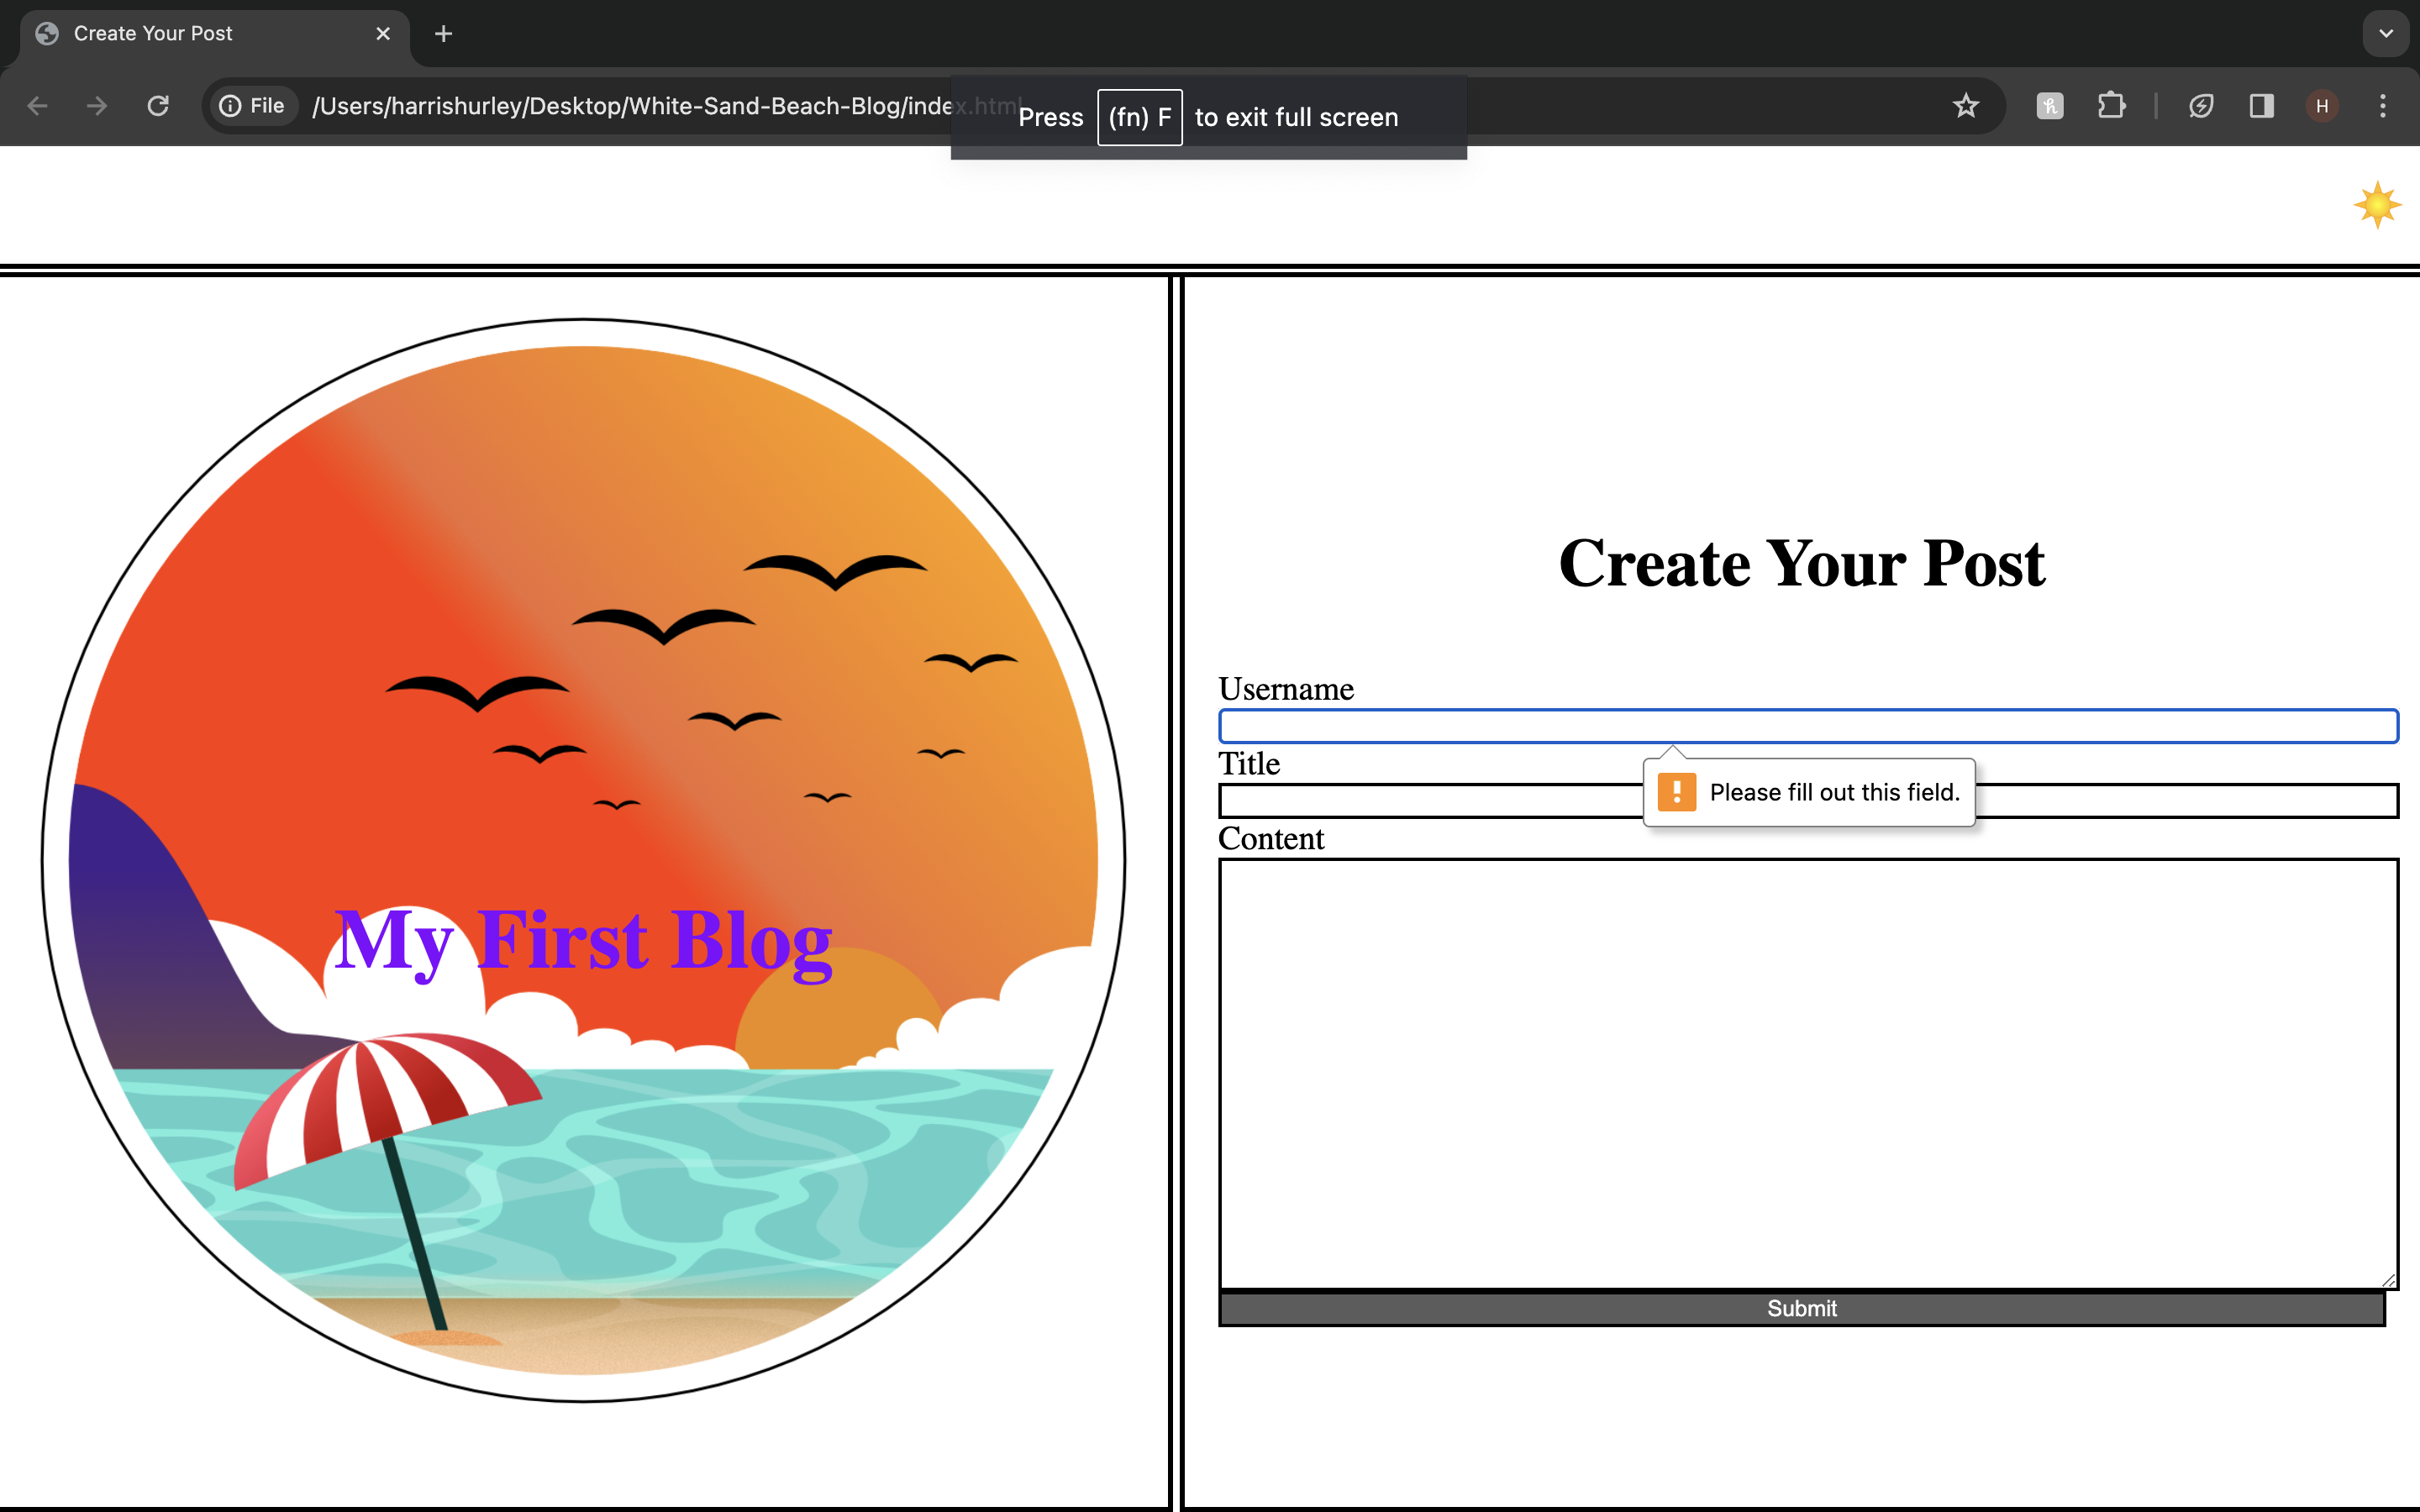 Create Your Post
File /Users/harrishurley/Desktop/White-Sand-Beach-Blog/index.html
H
Press (fn) F to exit full screen
My First Blog
Create Your Post
Username
Title
Please fill out this field.
Content
Submit